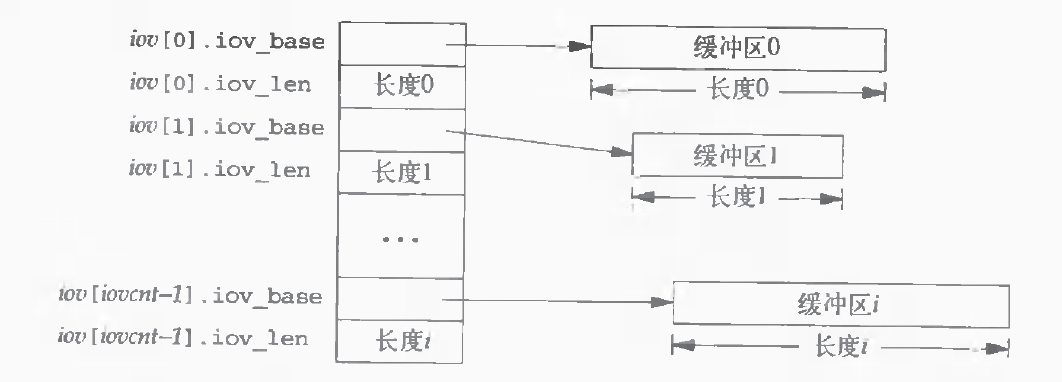 iov[0].iov_base 缓冲区0
iov[0].iov_len 长度0 长度0
iov[1].iov_base 缓冲区1
iov[1].iov_len 长度1 长度1
...
iov[iovcnt-1].iov_base 缓冲区i
iov[iovcnt-1].iov_len 长度i 长度i